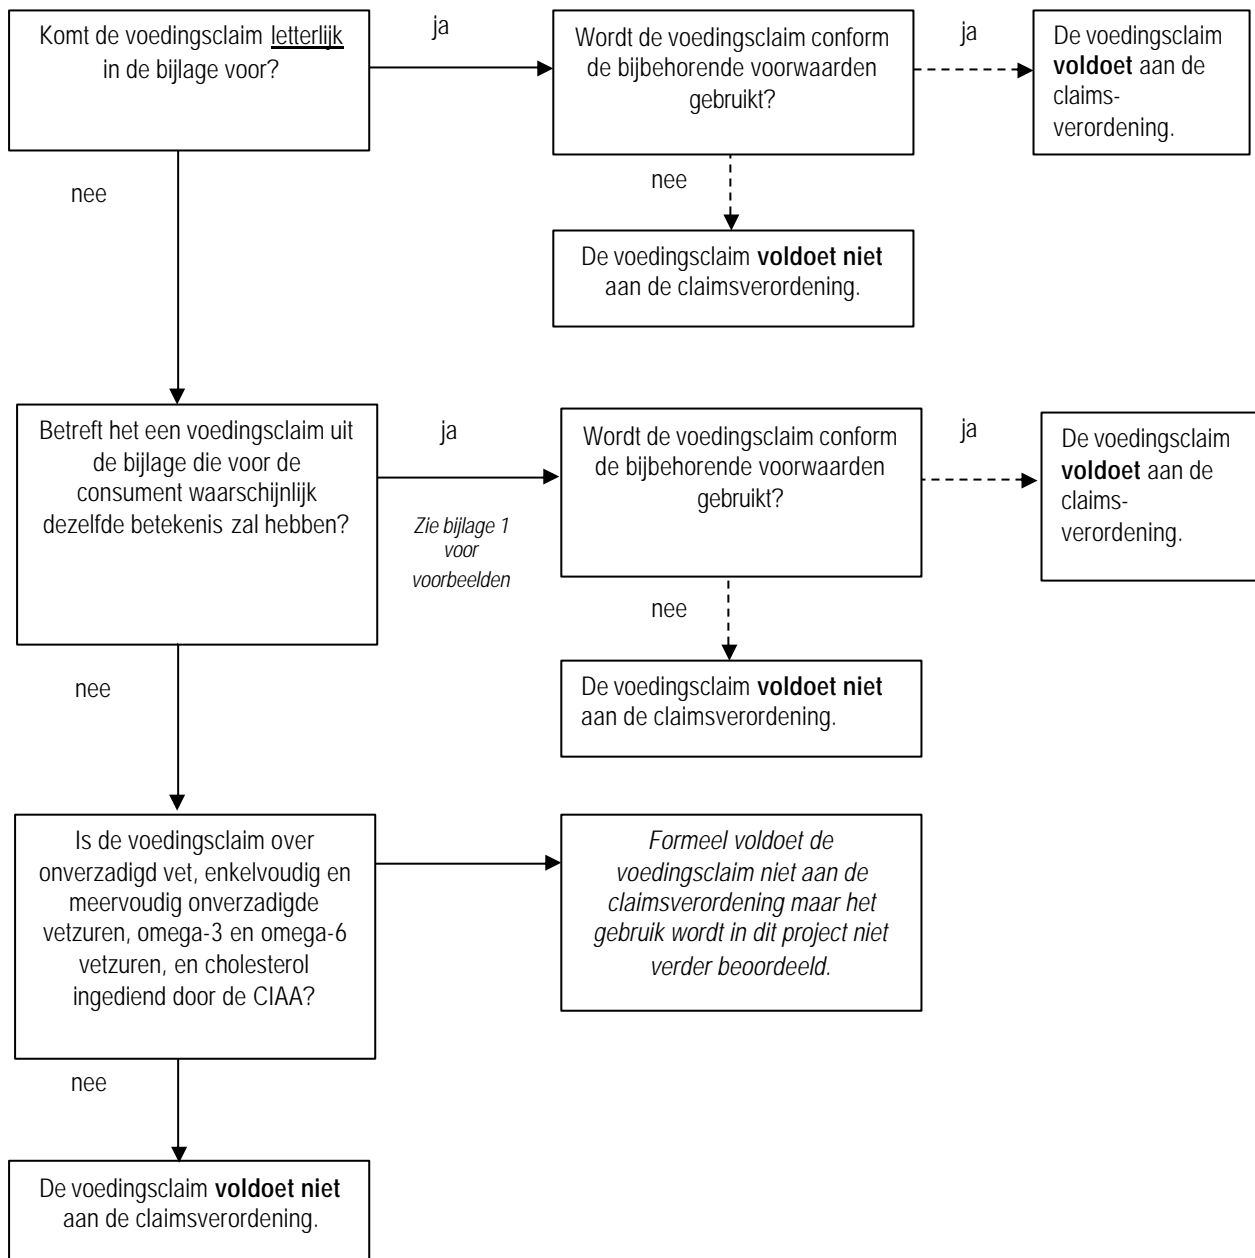 Komt de voedingsclaim letterlijk
in de bijlage voor?
ja
Wordt de voedingsclaim conform
de bijbehorende voorwaarden
gebruikt?
ja
De voedingsclaim
voldoet aan de
claims-
verordening.
nee
nee
De voedingsclaim voldoet niet
aan de claimsverordening.
Betreft het een voedingsclaim uit
de bijlage die voor de
consument waarschijnlijk
dezelfde betekenis zal hebben?
ja
Zie bijlage 1
voor
voorbeelden
Wordt de voedingsclaim conform
de bijbehorende voorwaarden
gebruikt?
ja
De voedingsclaim
voldoet aan de
claims-
verordening.
nee
nee
De voedingsclaim voldoet niet
aan de claimsverordening.
Is de voedingsclaim over
onverzadigd vet, enkelvoudig en
meervoudig onverzadigde
vetzuren, omega-3 en omega-6
vetzuren, en cholesterol
ingediend door de CIAA?
Formeel voldoet de
voedingsclaim niet aan de
claimsverordening maar het
gebruik wordt in dit project niet
verder beoordeeld.
nee
De voedingsclaim voldoet niet
aan de claimsverordening.